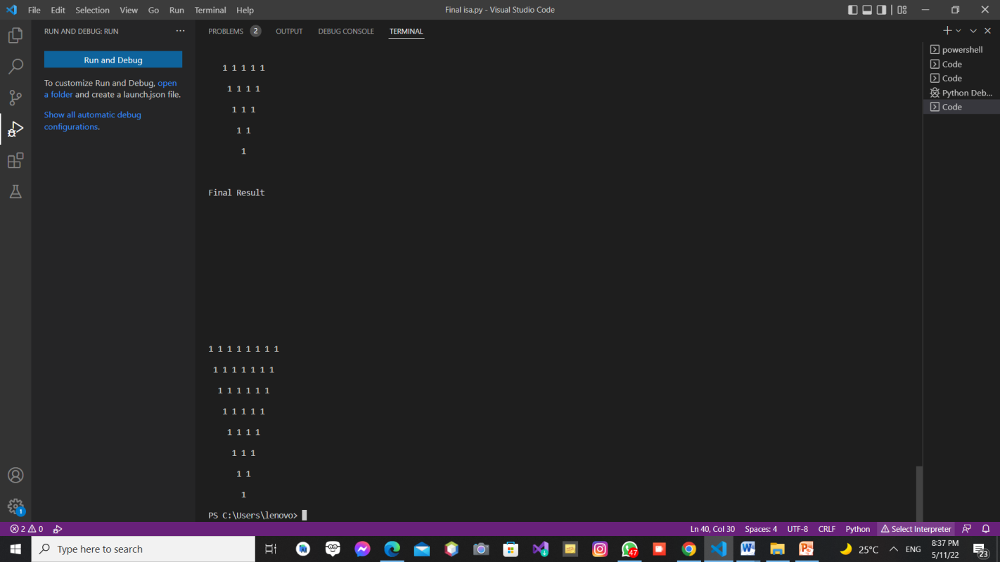 File Edit Selection View Go Run Terminal Help
Final isa.py - Visual Studio Code
RUN AND DEBUG: RUN
Run and Debug
To customize Run and Debug, open
a folder and create a launch.json file.
Show all automatic debug
configurations.
PROBLEMS 2 OUTPUT DEBUG CONSOLE TERMINAL
1 1 1 1 1
1 1 1 1
1 1 1
1 1
1
Final Result
1 1 1 1 1 1 1 1
1 1 1 1 1 1 1
1 1 1 1 1 1
1 1 1 1 1
1 1 1 1
1 1 1
1 1
1
PS C:\Users\lenovo>
powershell
Code
Code
Python Deb...
Code
1
2 0
Ln 40, Col 30 Spaces: 4 UTF-8 CRLF Python Select Interpreter
Type here to search
47
25°C ENG
8:37 PM
5/11/22
23